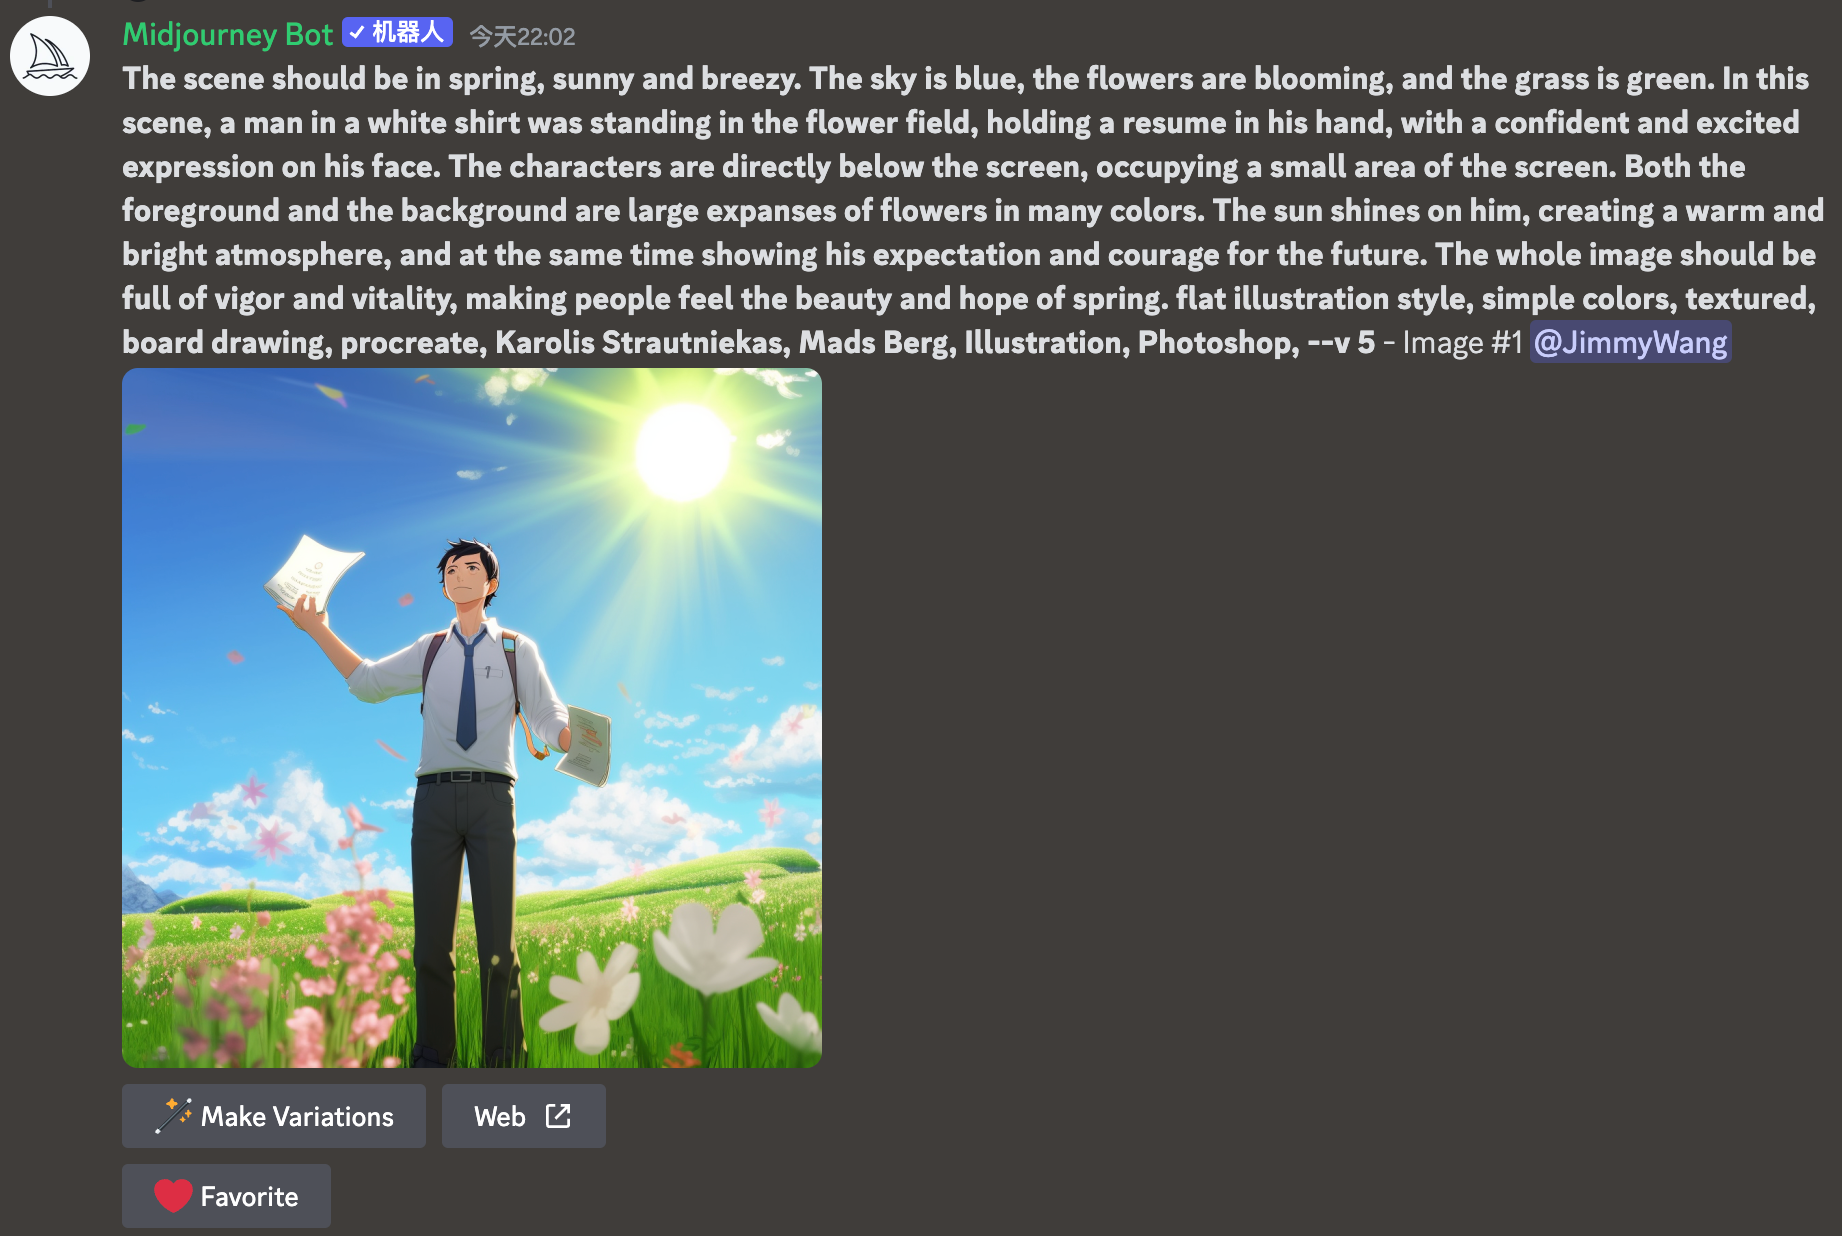 Midjourney Bot ✓ 机器人 今天22:02
The scene should be in spring, sunny and breezy. The sky is blue, the flowers are blooming, and the grass is green. In this
scene, a man in a white shirt was standing in the flower field, holding a resume in his hand, with a confident and excited
expression on his face. The characters are directly below the screen, occupying a small area of the screen. Both the
foreground and the background are large expanses of flowers in many colors. The sun shines on him, creating a warm and
bright atmosphere, and at the same time showing his expectation and courage for the future. The whole image should be
full of vigor and vitality, making people feel the beauty and hope of spring. flat illustration style, simple colors, textured,
board drawing, procreate, Karolis Strautniekas, Mads Berg, Illustration, Photoshop, --v 5 - Image #1 @JimmyWang
Make Variations
Web
Favorite